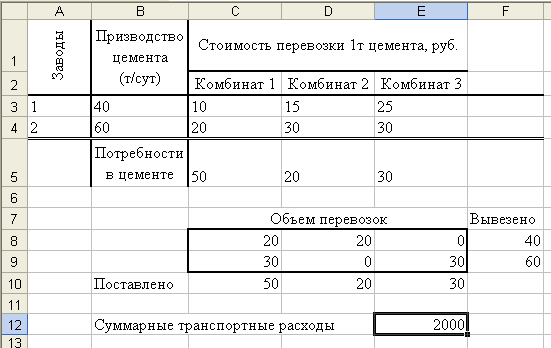 A B C D E F
1 Заводы Призводство цемента (т/сут) Стоимость перевозки 1т цемента, руб.
2 Комбинат 1 Комбинат 2 Комбинат 3
3 1 40 10 15 25
4 2 60 20 30 30
5 Потребности в цементе 50 20 30
6
7 Объем перевозок Вывезено
8 20 20 0 40
9 30 0 30 60
10 Поставлено 50 20 30
11
12 Суммарные транспортные расходы 2000
13